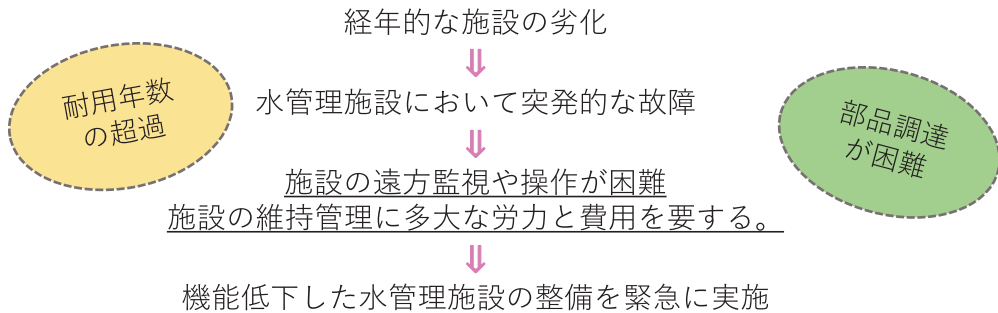 経年的な施設の劣化
⇓
耐用年数
の超過
水管理施設において突発的な故障
部品調達
が困難
⇓
施設の遠方監視や操作が困難
施設の維持管理に多大な労力と費用を要する。
⇓
機能低下した水管理施設の整備を緊急に実施